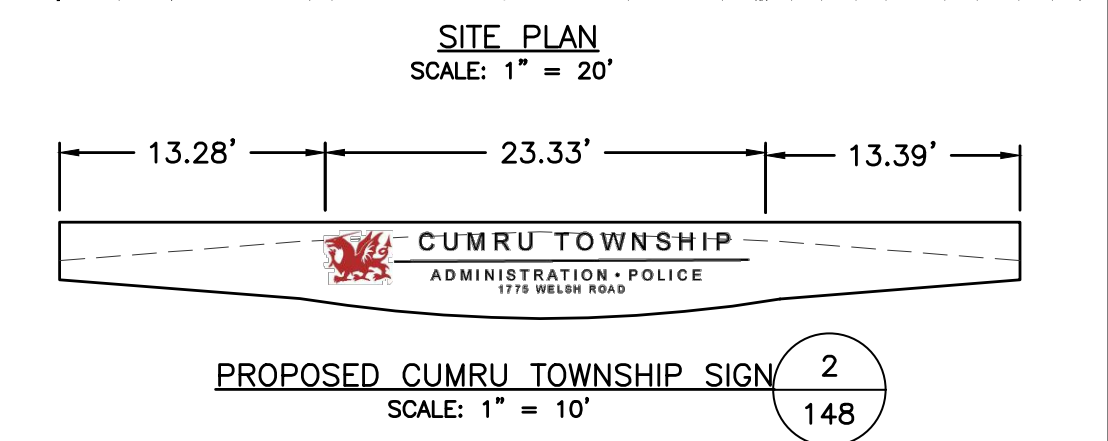 SITE PLAN
SCALE: 1" = 20'
13.28' 23.33' 13.39'
CUMRU TOWNSHIP
ADMINISTRATION • POLICE
1775 WELSH ROAD
PROPOSED CUMRU TOWNSHIP SIGN
SCALE: 1" = 10'
2
148